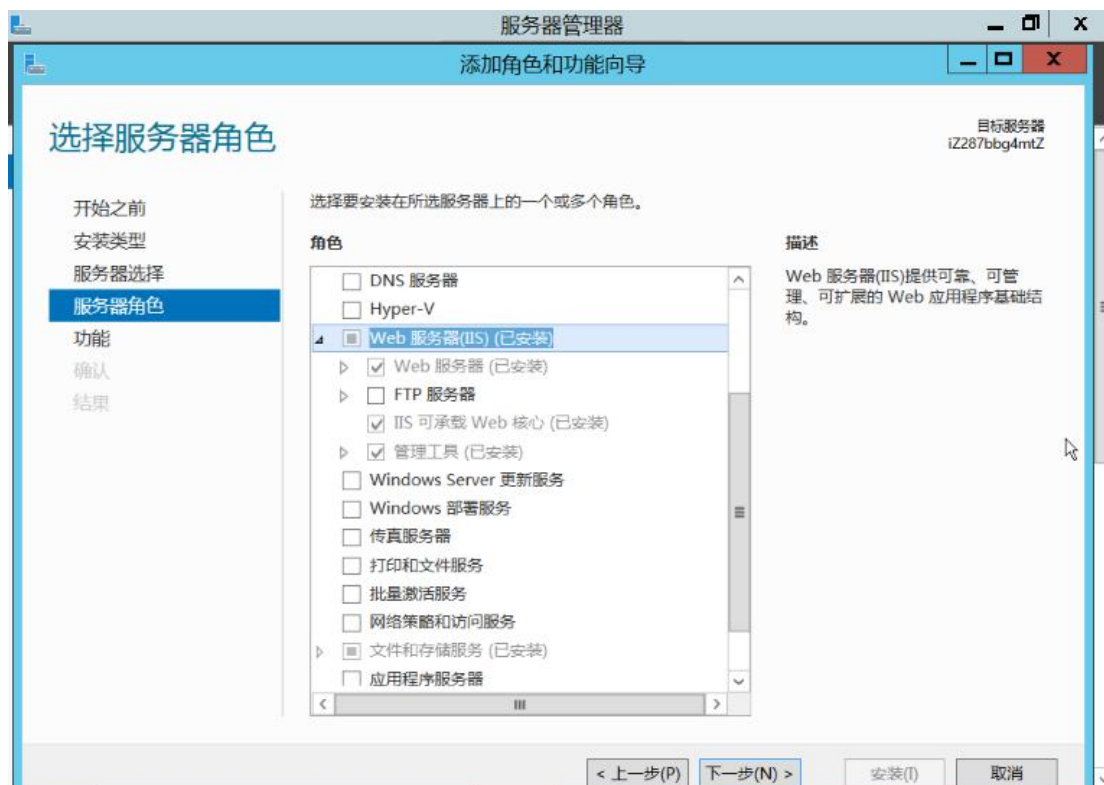 服务器管理器
添加角色和功能向导
选择服务器角色
目标服务器
iZ287bbg4mtZ
开始之前
安装类型
服务器选择
服务器角色
功能
确认
结果
选择要安装在所选服务器上的一个或多个角色。
角色
DNS 服务器
Hyper-V
Web 服务器(IIS) (已安装)
Web 服务器 (已安装)
FTP 服务器
IIS 可承载 Web 核心 (已安装)
管理工具 (已安装)
Windows Server 更新服务
Windows 部署服务
传真服务器
打印和文件服务
批量激活服务
网络策略和访问服务
文件和存储服务 (已安装)
应用程序服务器
描述
Web 服务器(IIS)提供可靠、可管
理、可扩展的 Web 应用程序基础结
构。
< 上一步(P) 下一步(N) > 安装(I) 取消